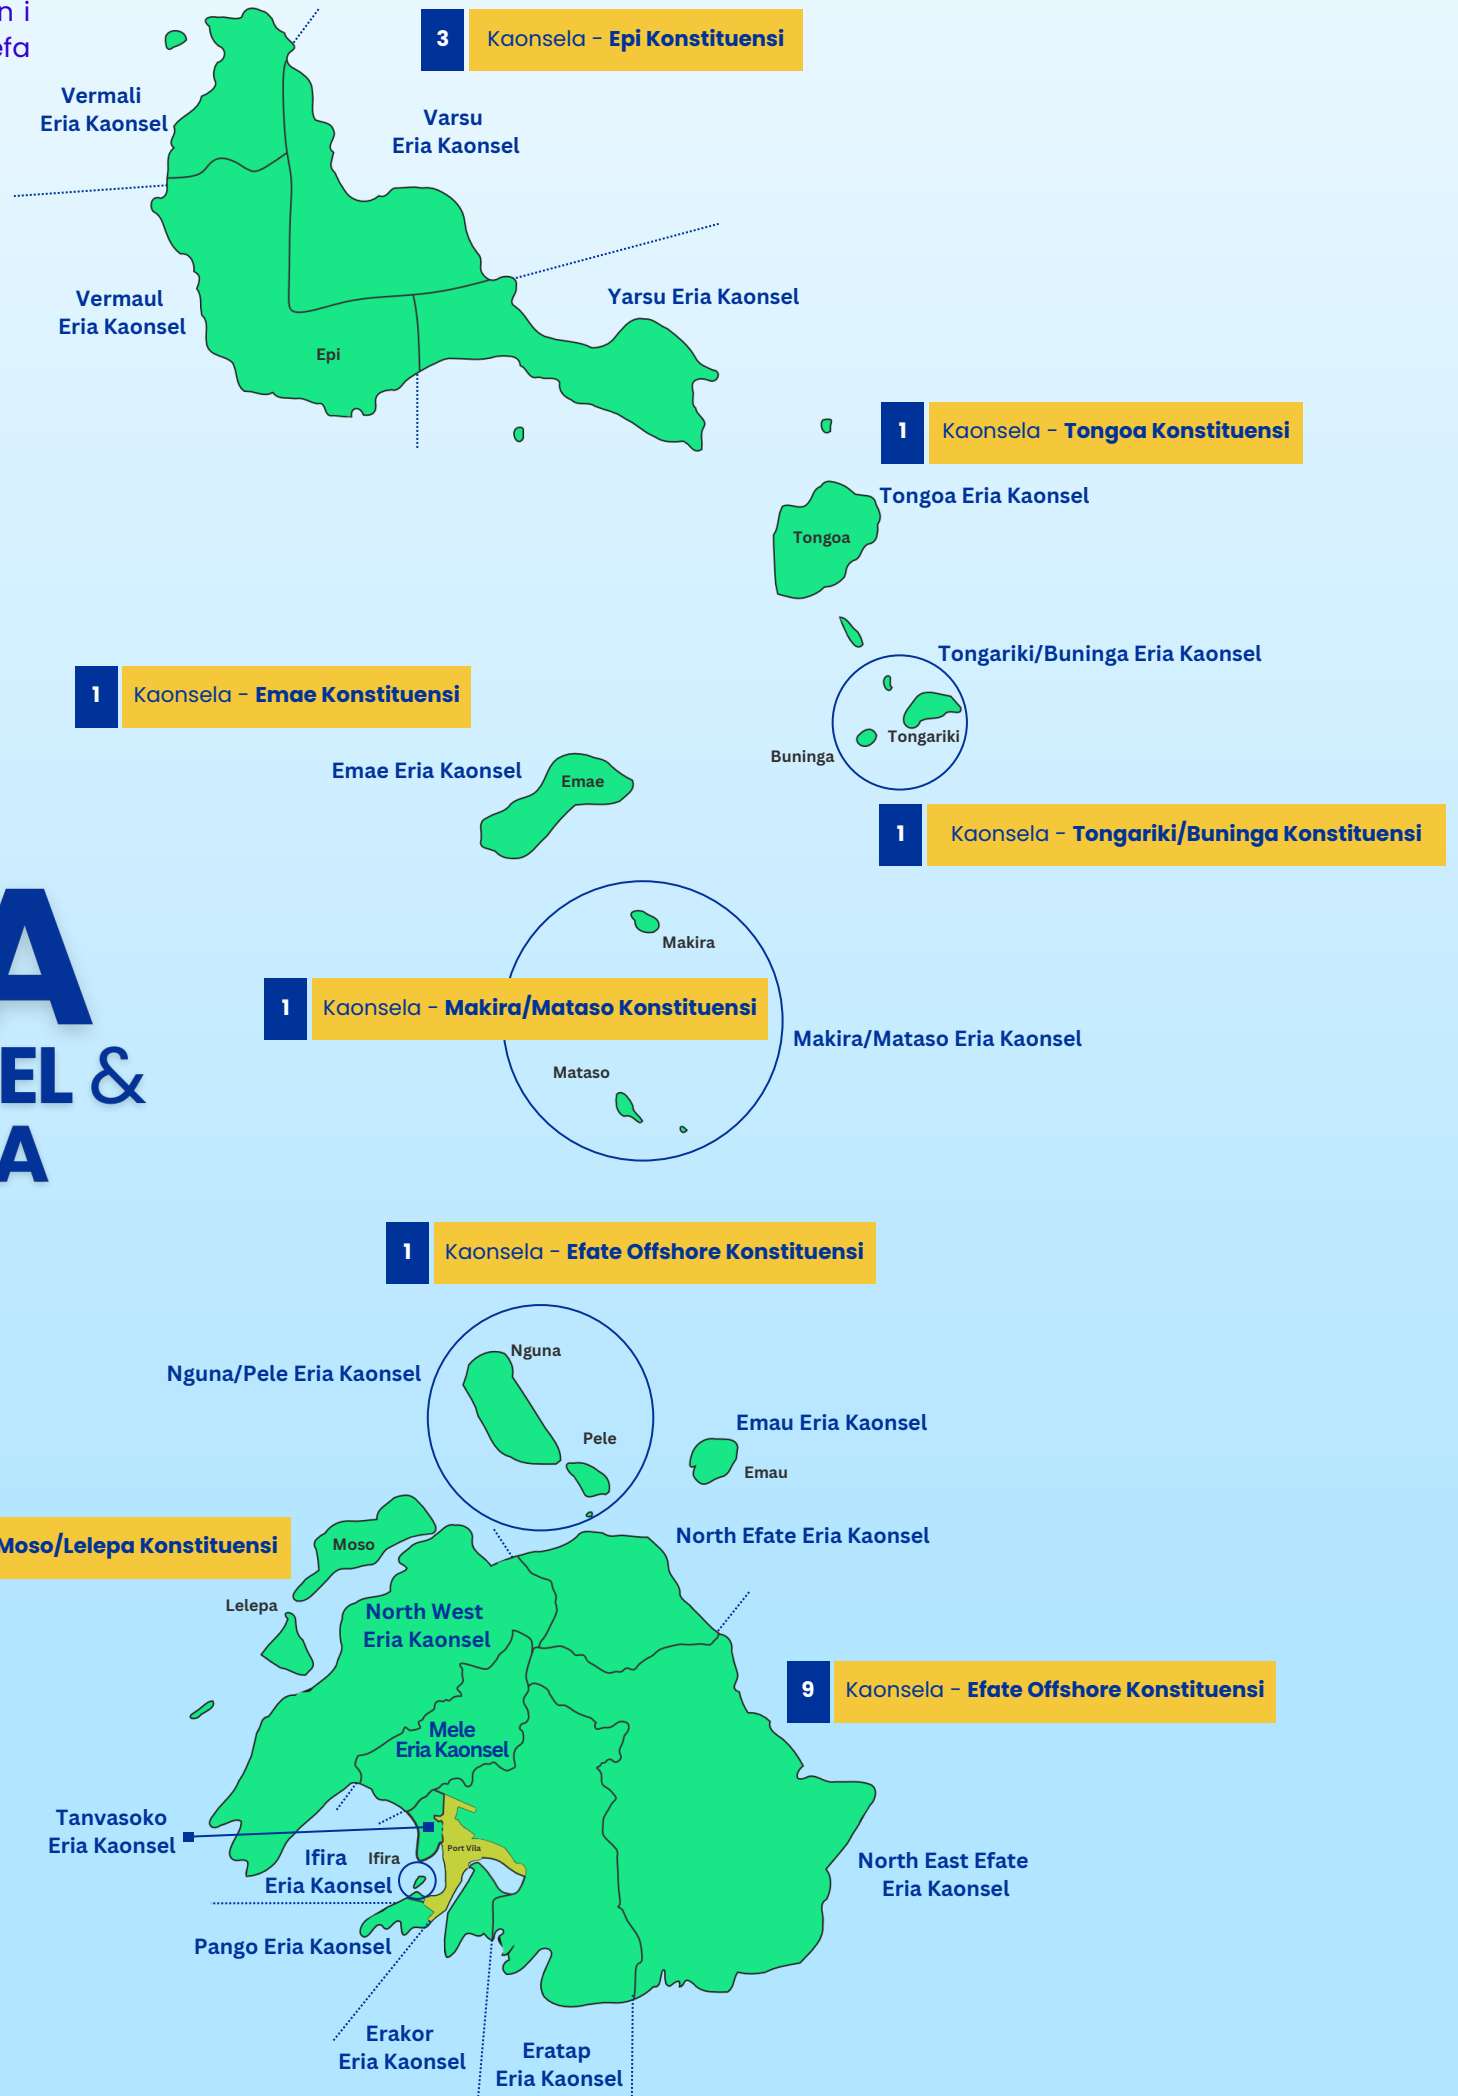 n i
efa
3 Kaonsela - Epi Konstituensi
Vermali
Eria Kaonsel
Varsu
Eria Kaonsel
Vermaul
Eria Kaonsel
Yarsu Eria Kaonsel
Epi
1 Kaonsela - Tongoa Konstituensi
Tongoa Eria Kaonsel
Tongoa
Tongariki/Buninga Eria Kaonsel
1 Kaonsela - Emae Konstituensi
Tongariki
Buninga
Emae Eria Kaonsel
Emae
1 Kaonsela - Tongariki/Buninga Konstituensi
A
EL &
A
Makira
1 Kaonsela - Makira/Mataso Konstituensi
Makira/Mataso Eria Kaonsel
Mataso
1 Kaonsela - Efate Offshore Konstituensi
Nguna
Nguna/Pele Eria Kaonsel
Pele
Emau Eria Kaonsel
Emau
North Efate Eria Kaonsel
Moso/Lelepa Konstituensi
Moso
Lelepa
North West
Eria Kaonsel
9 Kaonsela - Efate Offshore Konstituensi
Mele
Eria Kaonsel
Tanvasoko
Eria Kaonsel
Port Vila
Ifira
Eria Kaonsel
Ifira
North East Efate
Eria Kaonsel
Pango Eria Kaonsel
Erakor
Eria Kaonsel
Eratap
Eria Kaonsel